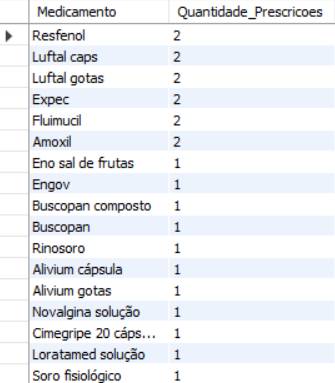 Medicamento Quantidade_Prescricoes
Resfenol 2
Luftal caps 2
Luftal gotas 2
Expec 2
Fluimucil 2
Amoxil 2
Eno sal de frutas 1
Engov 1
Buscopan composto 1
Buscopan 1
Rinosoro 1
Alivium cápsula 1
Alivium gotas 1
Novalgina solução 1
Cimegripe 20 cáps... 1
Loratamed solução 1
Soro fisiológico 1